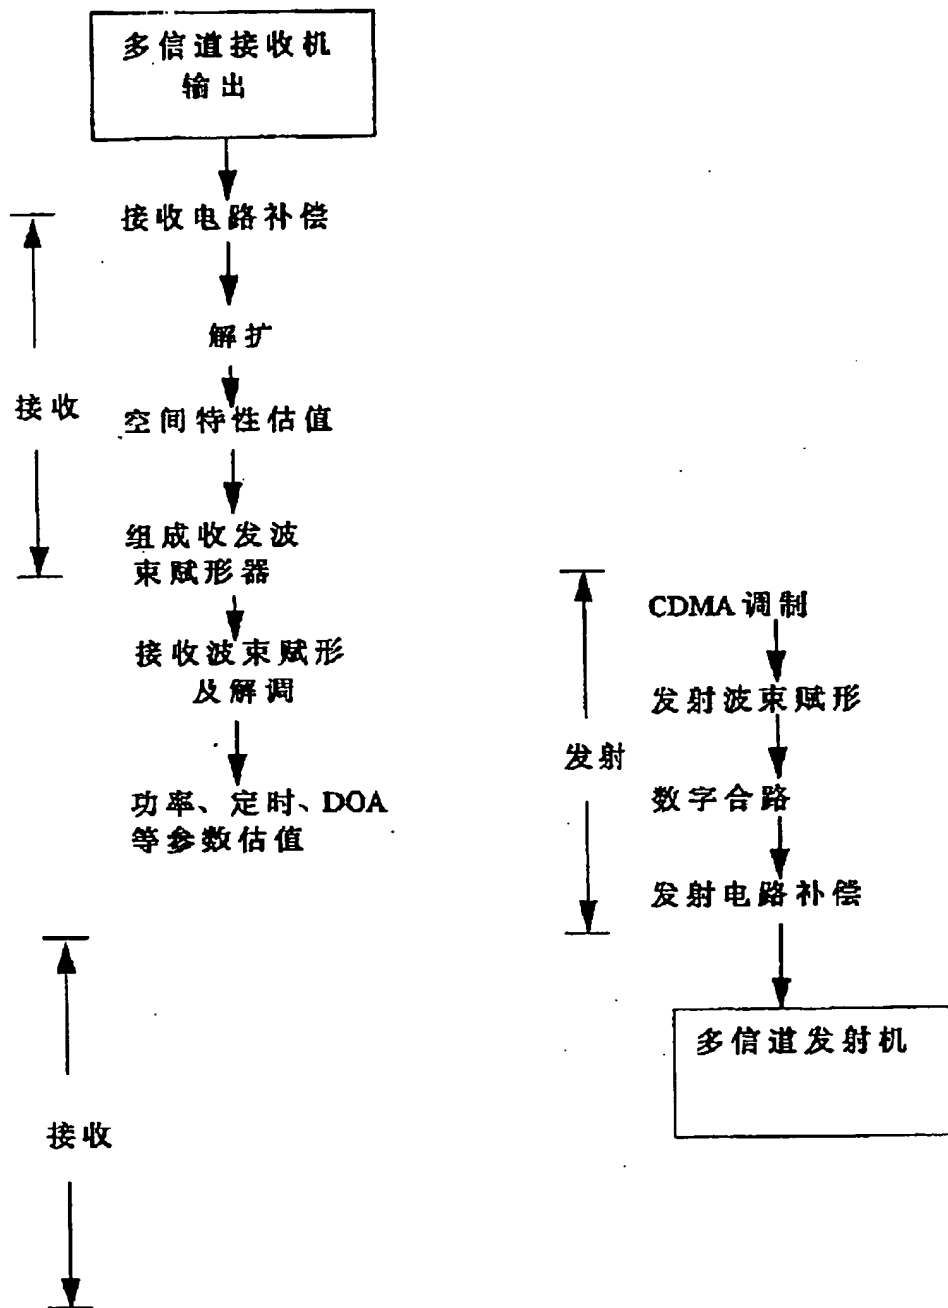 多信道接收机
输出
接收电路补偿
解扩
接收
空间特性估值
组成收发波
束赋形器
接收波束赋形
及解调
功率、定时、DOA
等参数估值
接收
CDMA调制
发射波束赋形
发射
数字合路
发射电路补偿
多信道发射机